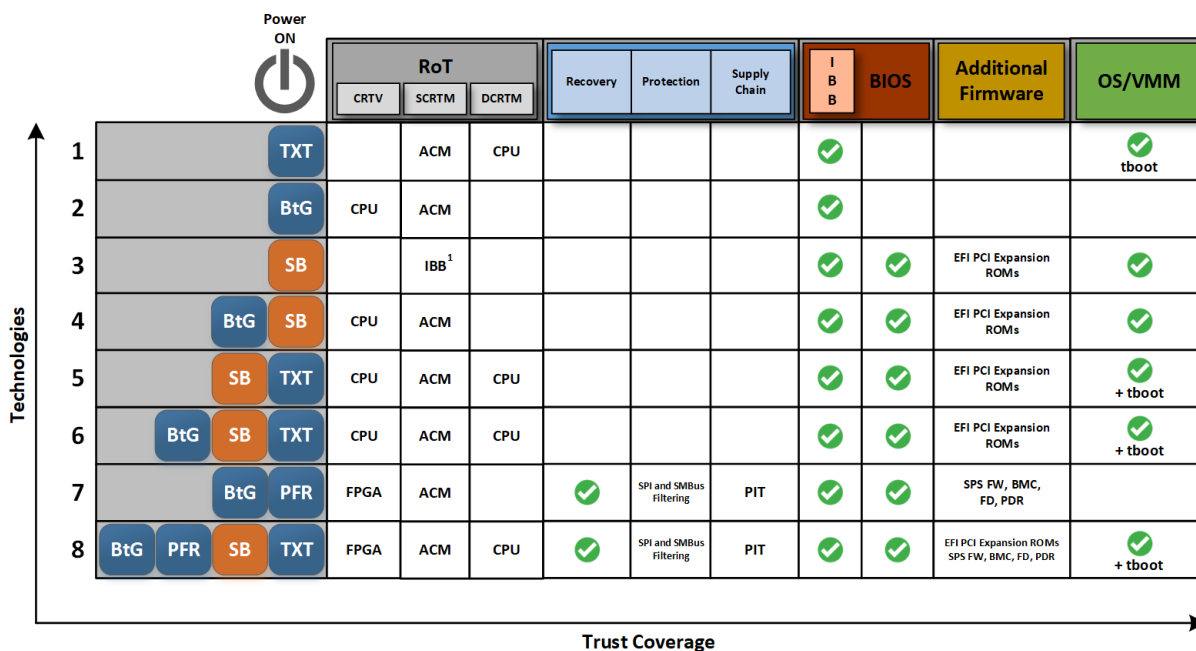 Power
ON
RoT
CRTV SCRTM DCRTM
Recovery Protection Supply
Chain
I
B
B
BIOS
Additional
Firmware
OS/VMM
1 TXT ACM CPU
tboot
2 BtG CPU ACM
3 SB IBB1 EFI PCI Expansion
ROMs
4 BtG SB CPU ACM EFI PCI Expansion
ROMs
5 SB TXT CPU ACM CPU EFI PCI Expansion
ROMs
+ tboot
6 BtG SB TXT CPU ACM CPU EFI PCI Expansion
ROMs
+ tboot
7 BtG PFR FPGA ACM SPI and SMBus
Filtering
PIT SPS FW, BMC,
FD, PDR
8 BtG PFR SB TXT FPGA ACM CPU SPI and SMBus
Filtering
PIT EFI PCI Expansion ROMs
SPS FW, BMC, FD, PDR
+ tboot
Technologies
Trust Coverage